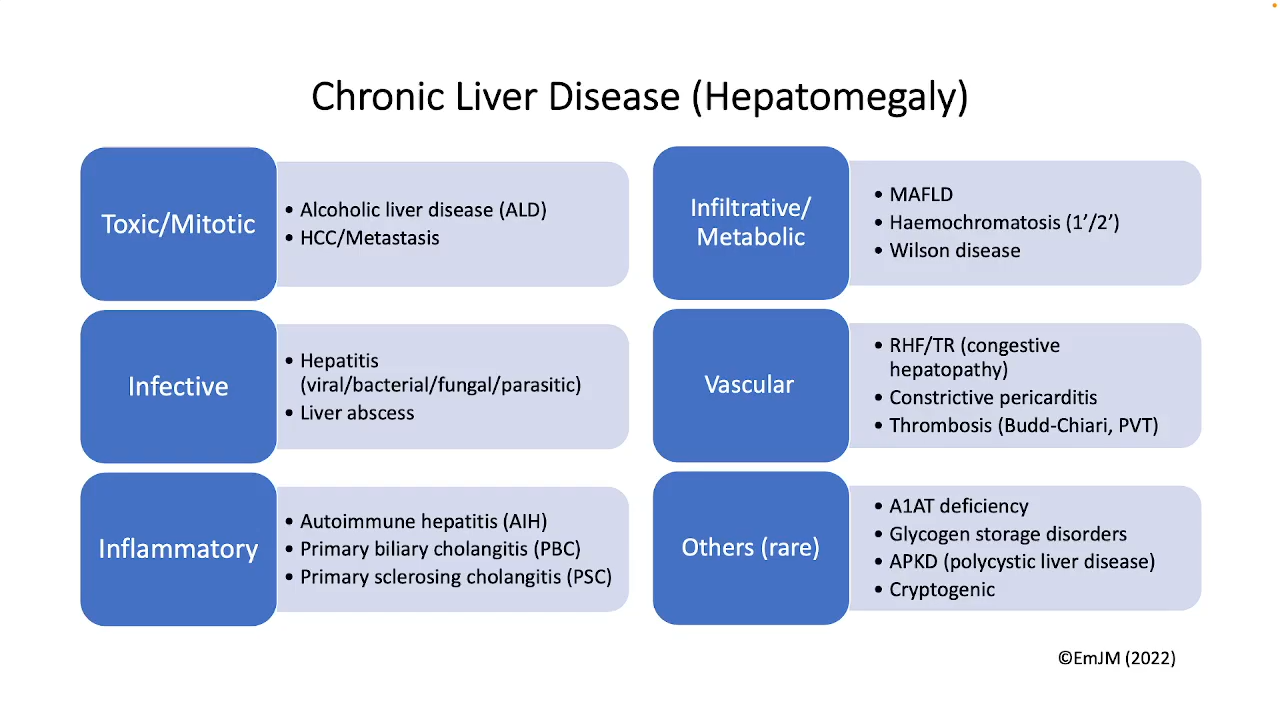 Chronic Liver Disease (Hepatomegaly)
Toxic/Mitotic
• Alcoholic liver disease (ALD)
• HCC/Metastasis
Infective
• Hepatitis
(viral/bacterial/fungal/parasitic)
• Liver abscess
Inflammatory
• Autoimmune hepatitis (AIH)
• Primary biliary cholangitis (PBC)
• Primary sclerosing cholangitis (PSC)
Infiltrative/
Metabolic
• MAFLD
• Haemochromatosis (1’/2’)
• Wilson disease
Vascular
• RHF/TR (congestive
hepatopathy)
• Constrictive pericarditis
• Thrombosis (Budd-Chiari, PVT)
Others (rare)
• A1AT deficiency
• Glycogen storage disorders
• APKD (polycystic liver disease)
• Cryptogenic
©EmJM (2022)